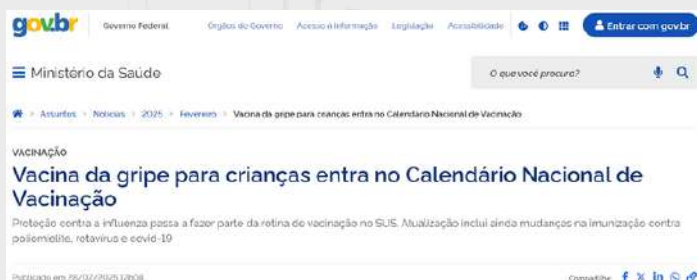 gov.br Governo Federal Órgãos do Governo Acesso à Informação Legislação Acessibilidade Entrar com gov.br
Ministério da Saúde O que você procura?
Assuntos > Notícias > 2025 > Fevereiro > Vacina da gripe para crianças entra no Calendário Nacional de Vacinação
VACINAÇÃO
Vacina da gripe para crianças entra no Calendário Nacional de
Vacinação
Proteção contra a influenza passa a fazer parte da rotina de vacinação no SUS. Atualização inclui ainda mudanças na imunização contra
poliomielite, rotavírus e covid-19
Publicado em Compartilhe: